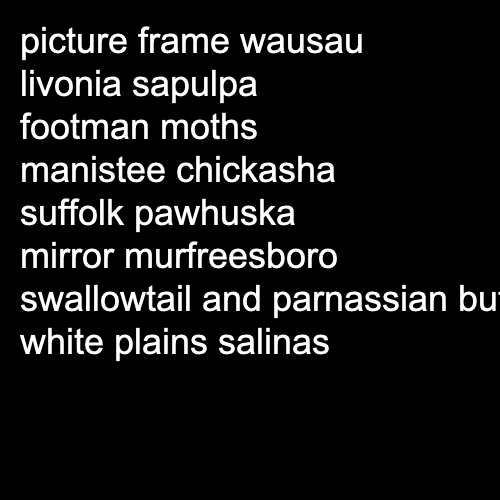 picture frame wausau
livonia sapulpa
footman moths
manistee chickasha
suffolk pawhuska
mirror murfreesboro
swallowtail and parnassian
white plains salinas